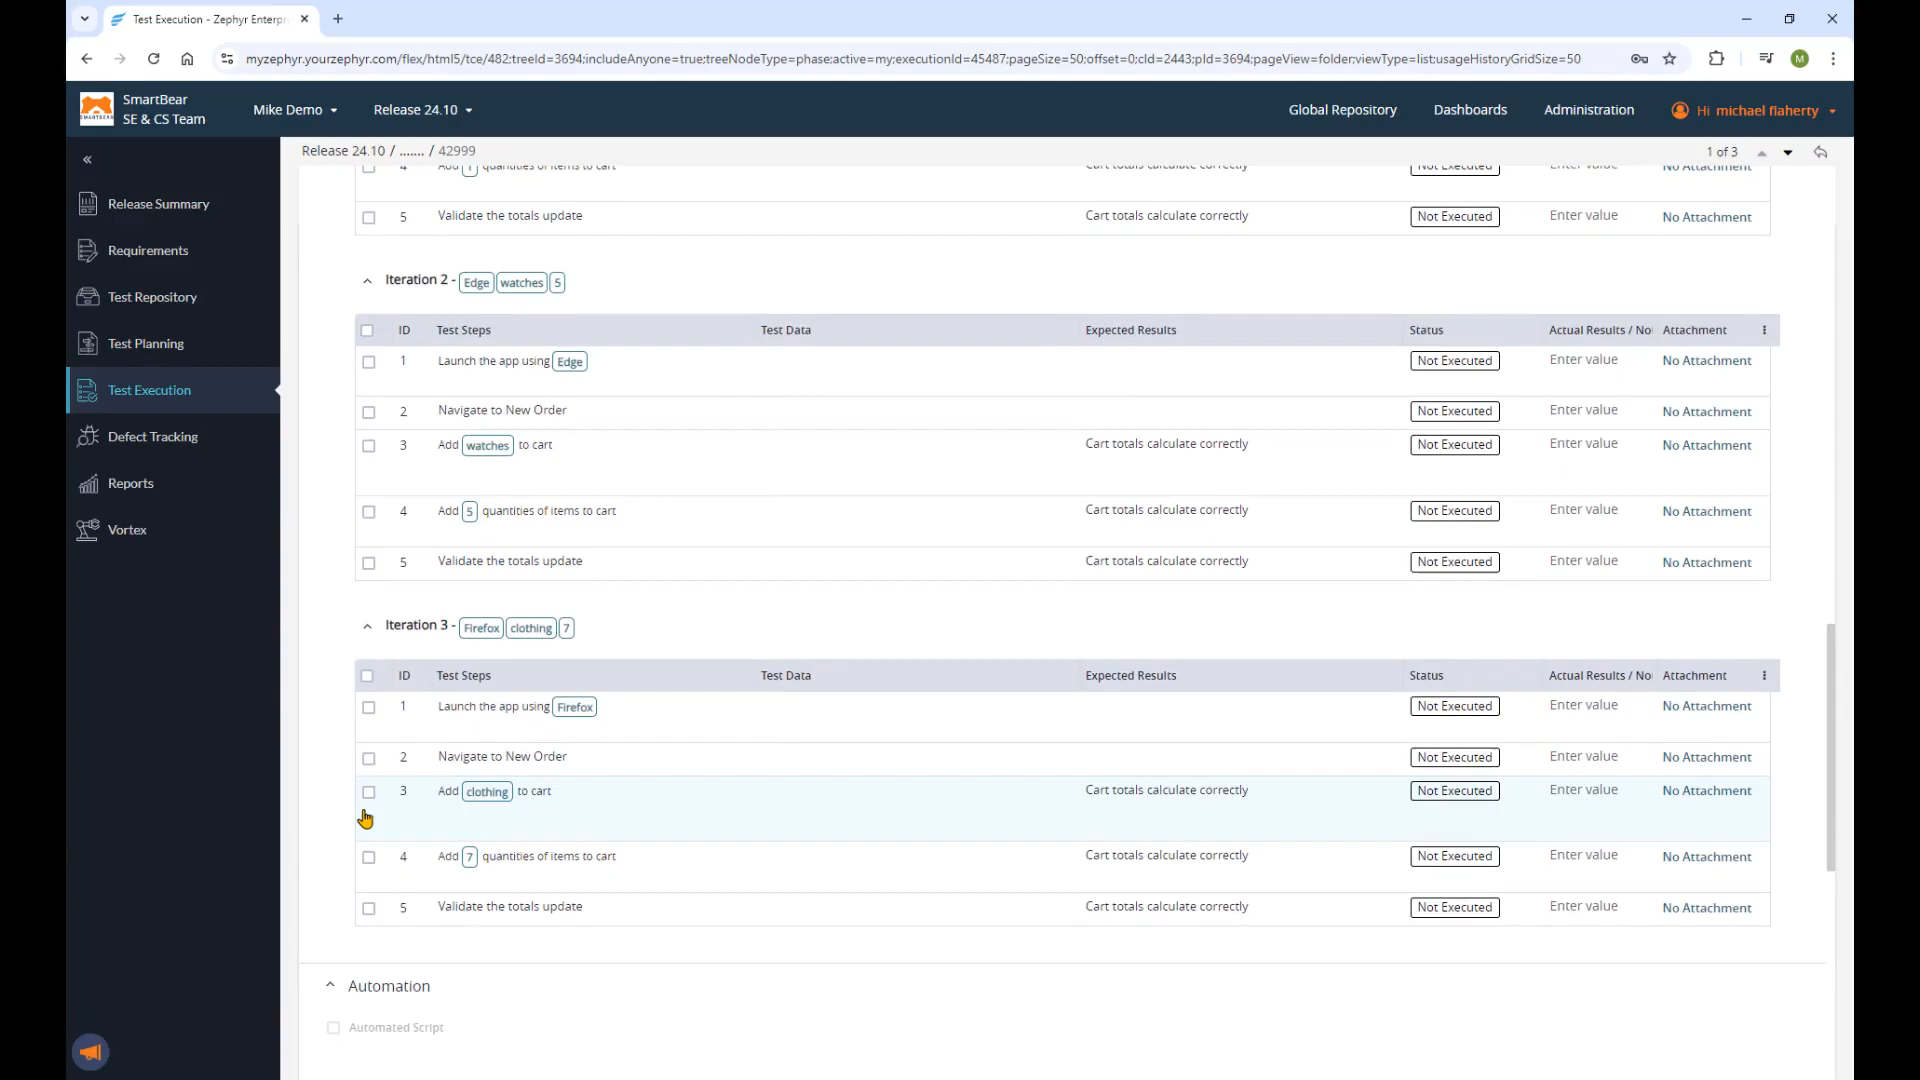 Test Execution - Zephyr Enterpr
myzephyr.yourzephyr.com/flex/html5/tce/482;treeId=3694;includeAnyone=true;treeNodeType=phase;active=my;executionId=45487;pageSize=50;offset=0;cId=2443;pId=3694;pageView=folder;viewType=list;usageHistoryGridSize=50
M
SMARTBEAR
SmartBear
SE & CS Team
Mike Demo
Release 24.10
Global Repository
Dashboards
Administration
Hi michael flaherty
Release 24.10 / ....... / 42999
1 of 3
Release Summary
Requirements
Test Repository
Test Planning
Test Execution
Defect Tracking
Reports
Vortex
4 Add 1 quantities of items to cart Cart totals calculate correctly Not Executed Enter value No Attachment
5 Validate the totals update Cart totals calculate correctly Not Executed Enter value No Attachment
Iteration 2 - Edge watches 5
ID Test Steps Test Data Expected Results Status Actual Results / No Attachment
1 Launch the app using Edge Not Executed Enter value No Attachment
2 Navigate to New Order Not Executed Enter value No Attachment
3 Add watches to cart Cart totals calculate correctly Not Executed Enter value No Attachment
4 Add 5 quantities of items to cart Cart totals calculate correctly Not Executed Enter value No Attachment
5 Validate the totals update Cart totals calculate correctly Not Executed Enter value No Attachment
Iteration 3 - Firefox clothing 7
ID Test Steps Test Data Expected Results Status Actual Results / No Attachment
1 Launch the app using Firefox Not Executed Enter value No Attachment
2 Navigate to New Order Not Executed Enter value No Attachment
3 Add clothing to cart Cart totals calculate correctly Not Executed Enter value No Attachment
4 Add 7 quantities of items to cart Cart totals calculate correctly Not Executed Enter value No Attachment
5 Validate the totals update Cart totals calculate correctly Not Executed Enter value No Attachment
Automation
Automated Script